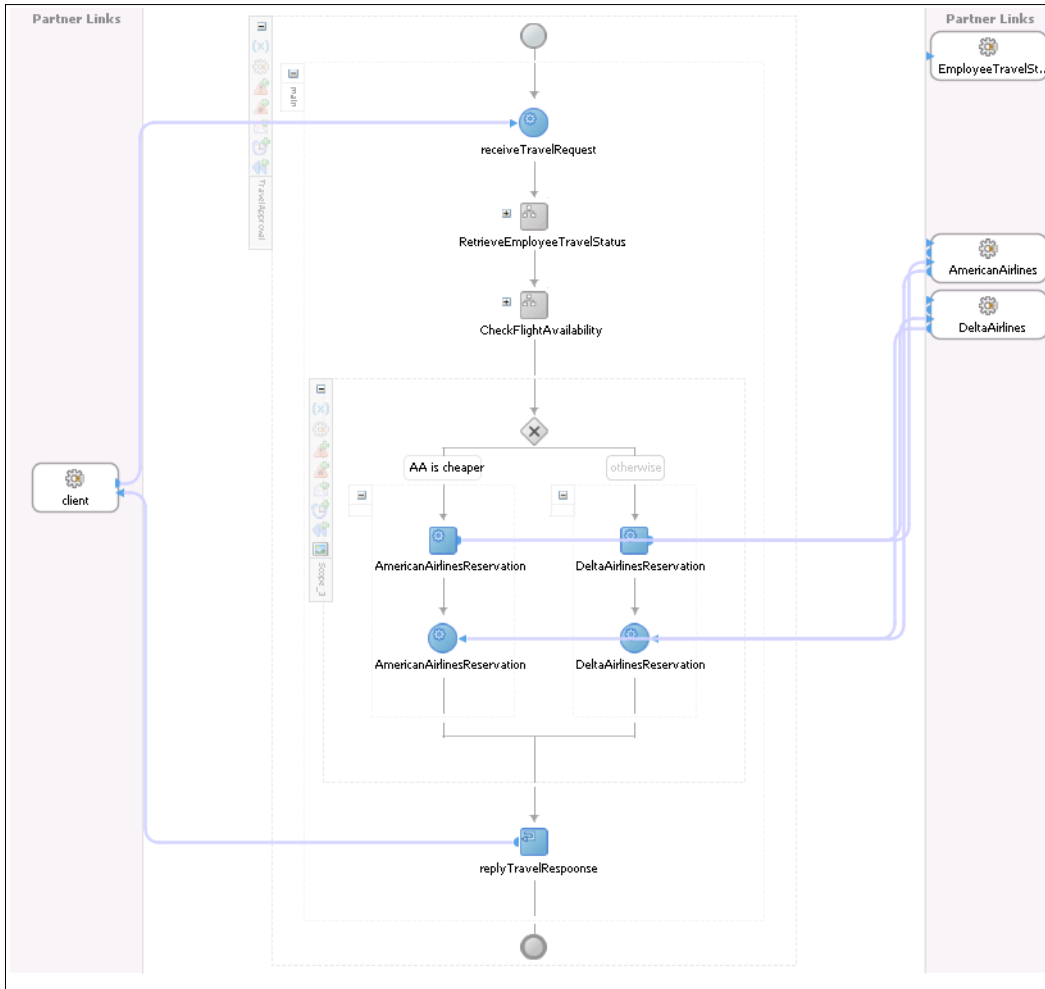 Partner Links
Partner Links
EmployeeTravelSt...
main
receiveTravelRequest
TravelApproval
RetrieveEmployeeTravelStatus
AmericanAirlines
CheckFlightAvailability
DeltaAirlines
AA is cheaper
otherwise
client
AmericanAirlinesReservation
DeltaAirlinesReservation
Scope_3
AmericanAirlinesReservation
DeltaAirlinesReservation
replyTravelRespoonse